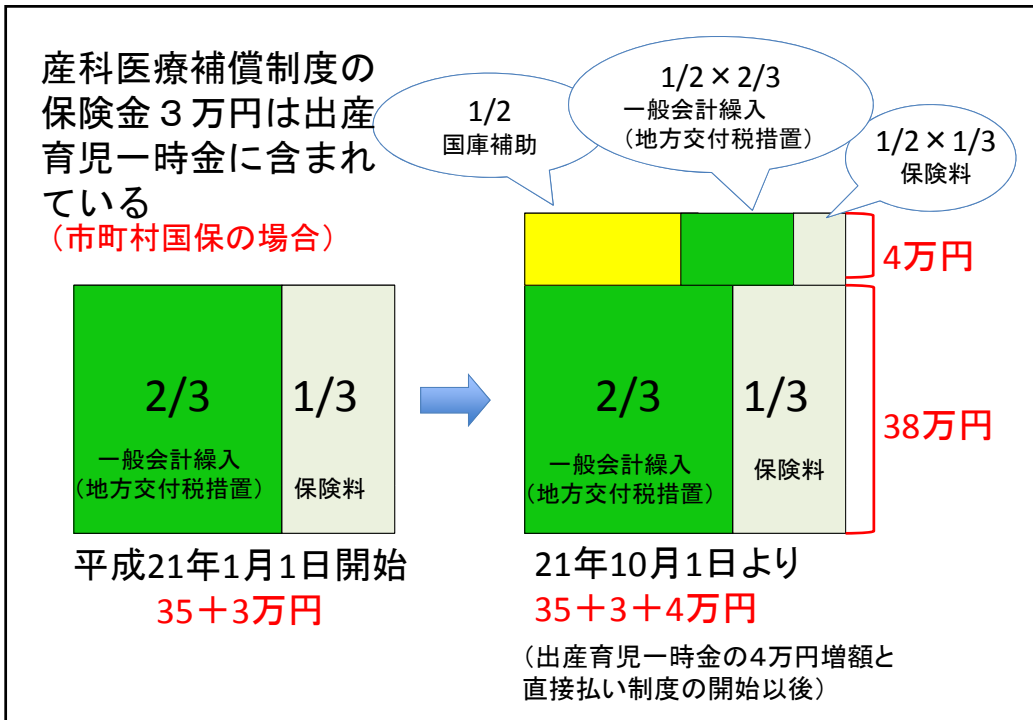 産科医療補償制度の
保険金３万円は出産
育児一時金に含まれ
ている
（市町村国保の場合）
1/2
国庫補助
1/2×2/3
一般会計繰入
（地方交付税措置）
1/2×1/3
保険料
4万円
2/3
一般会計繰入
（地方交付税措置）
1/3
保険料
2/3
一般会計繰入
（地方交付税措置）
1/3
保険料
38万円
平成21年1月1日開始
35＋3万円
21年10月1日より
35＋3＋4万円
（出産育児一時金の4万円増額と
直接払い制度の開始以後）